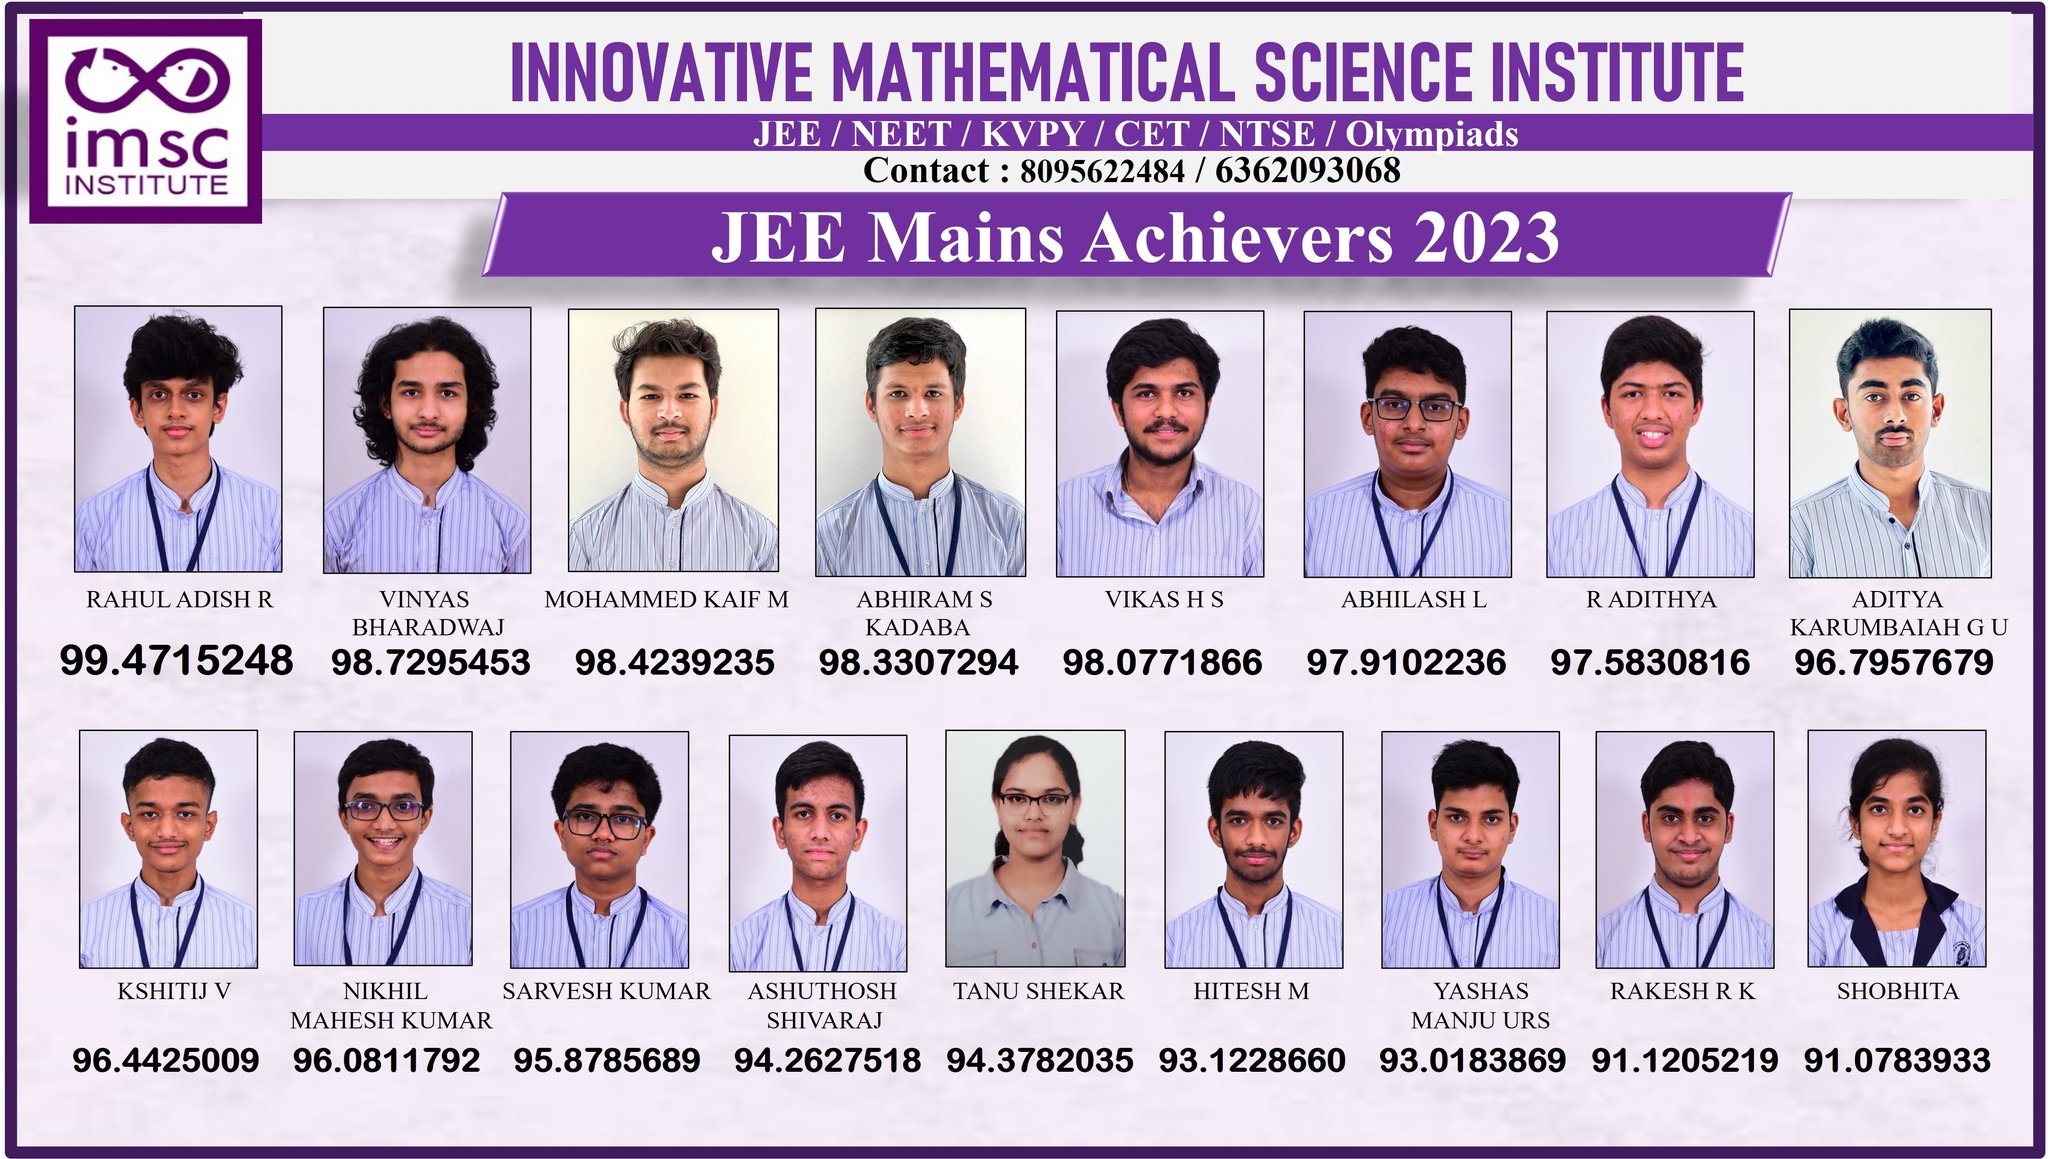 imsc
INSTITUTE
INNOVATIVE MATHEMATICAL SCIENCE INSTITUTE
JEE / NEET / KVPY / CET / NTSE / Olympiads
Contact : 8095622484 / 6362093068
JEE Mains Achievers 2023
RAHUL ADISH R
99.4715248
VINYAS
BHARADWAJ
98.7295453
MOHAMMED KAIF M
98.4239235
ABHIRAM S
KADABA
98.3307294
VIKAS H S
98.0771866
ABHILASH L
97.9102236
R ADITHYA
97.5830816
ADITYA
KARUMBAIAH G U
96.7957679
KSHITIJ V
96.4425009
NIKHIL
MAHESH KUMAR
96.0811792
SARVESH KUMAR
95.8785689
ASHUTHOSH
SHIVARAJ
94.2627518
TANU SHEKAR
94.3782035
HITESH M
93.1228660
YASHAS
MANJU URS
93.0183869
RAKESH R K
91.1205219
SHOBHITA
91.0783933